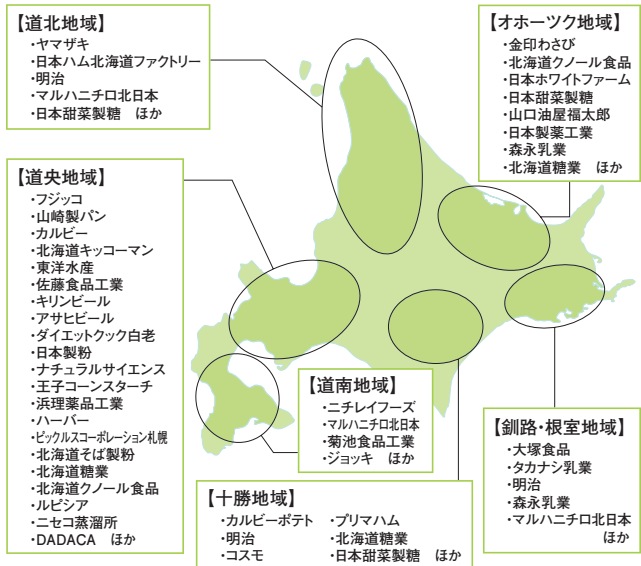 【道北地域】
・ヤマザキ
・日本ハム北海道ファクトリー
・明治
・マルハニチロ北日本
・日本甜菜製糖 ほか
【オホーツク地域】
・金印わさび
・北海道クノール食品
・日本ホワイトファーム
・日本甜菜製糖
・山口油屋福太郎
・日本製薬工業
・森永乳業
・北海道糖業 ほか
【道央地域】
・フジッコ
・山崎製パン
・カルビー
・北海道キッコーマン
・東洋水産
・佐藤食品工業
・キリンビール
・アサヒビール
・ダイエットクック白老
・日本製粉
・ナチュラルサイエンス
・王子コーンスターチ
・浜理薬品工業
・ハーバー
・ピックルスコーポレーション札幌
・北海道そば製粉
・北海道糖業
・北海道クノール食品
・ルピシア
・ニセコ蒸溜所
・DADACA ほか
【道南地域】
・ニチレイフーズ
・マルハニチロ北日本
・菊池食品工業
・ジョッキ ほか
【十勝地域】
・カルビーポテト ・プリマハム
・明治 ・北海道糖業
・コスモ ・日本甜菜製糖 ほか
【釧路・根室地域】
・大塚食品
・タカナシ乳業
・明治
・森永乳業
・マルハニチロ北日本
ほか